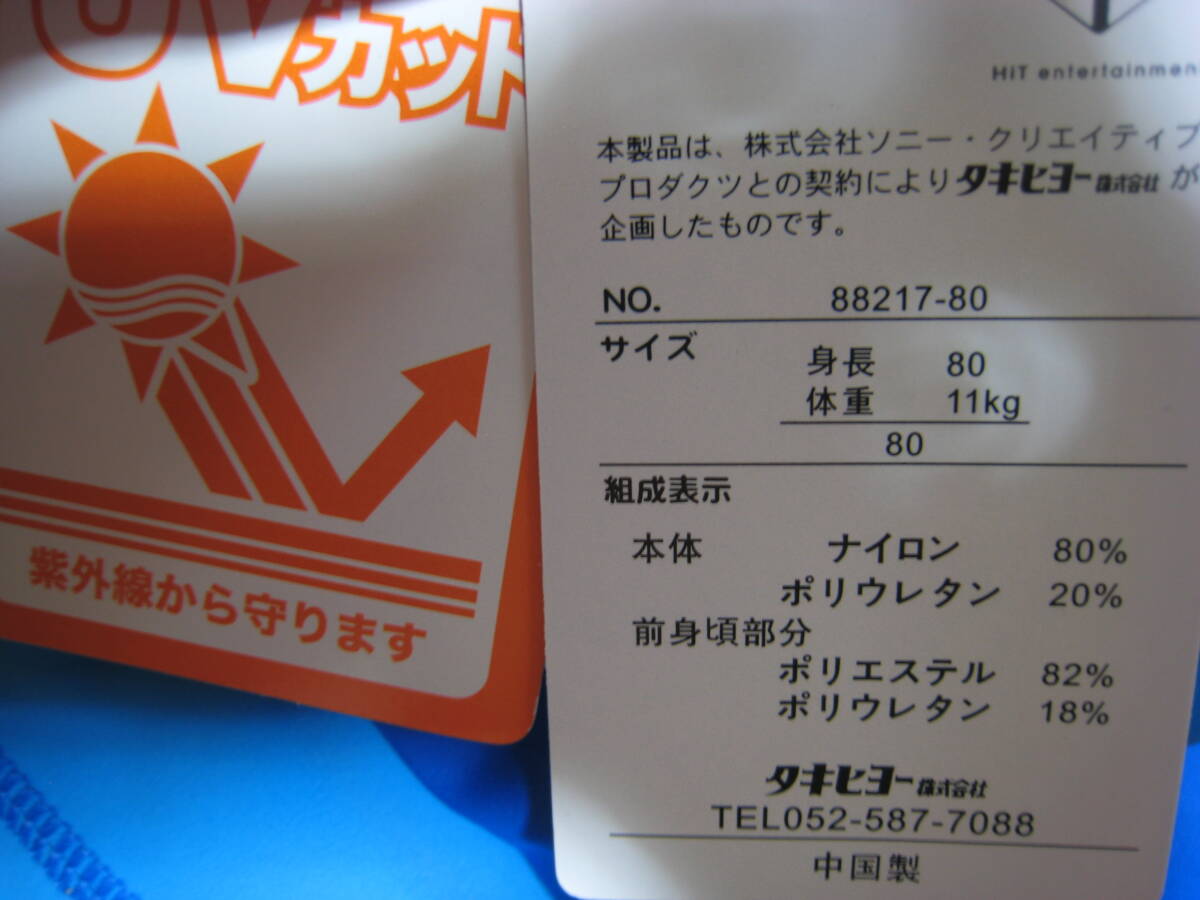 UVカット
紫外線から守ります
HiT entertainmen
本製品は、株式会社ソニー・クリエイティブ
プロダクツとの契約によりタキヒヨー株式会社が
企画したものです。
NO. 88217-80
サイズ 身長 80
体重 11kg
80
組成表示
本体 ナイロン 80%
ポリウレタン 20%
前身頃部分
ポリエステル 82%
ポリウレタン 18%
タキヒヨー株式会社
TEL052-587-7088
中国製